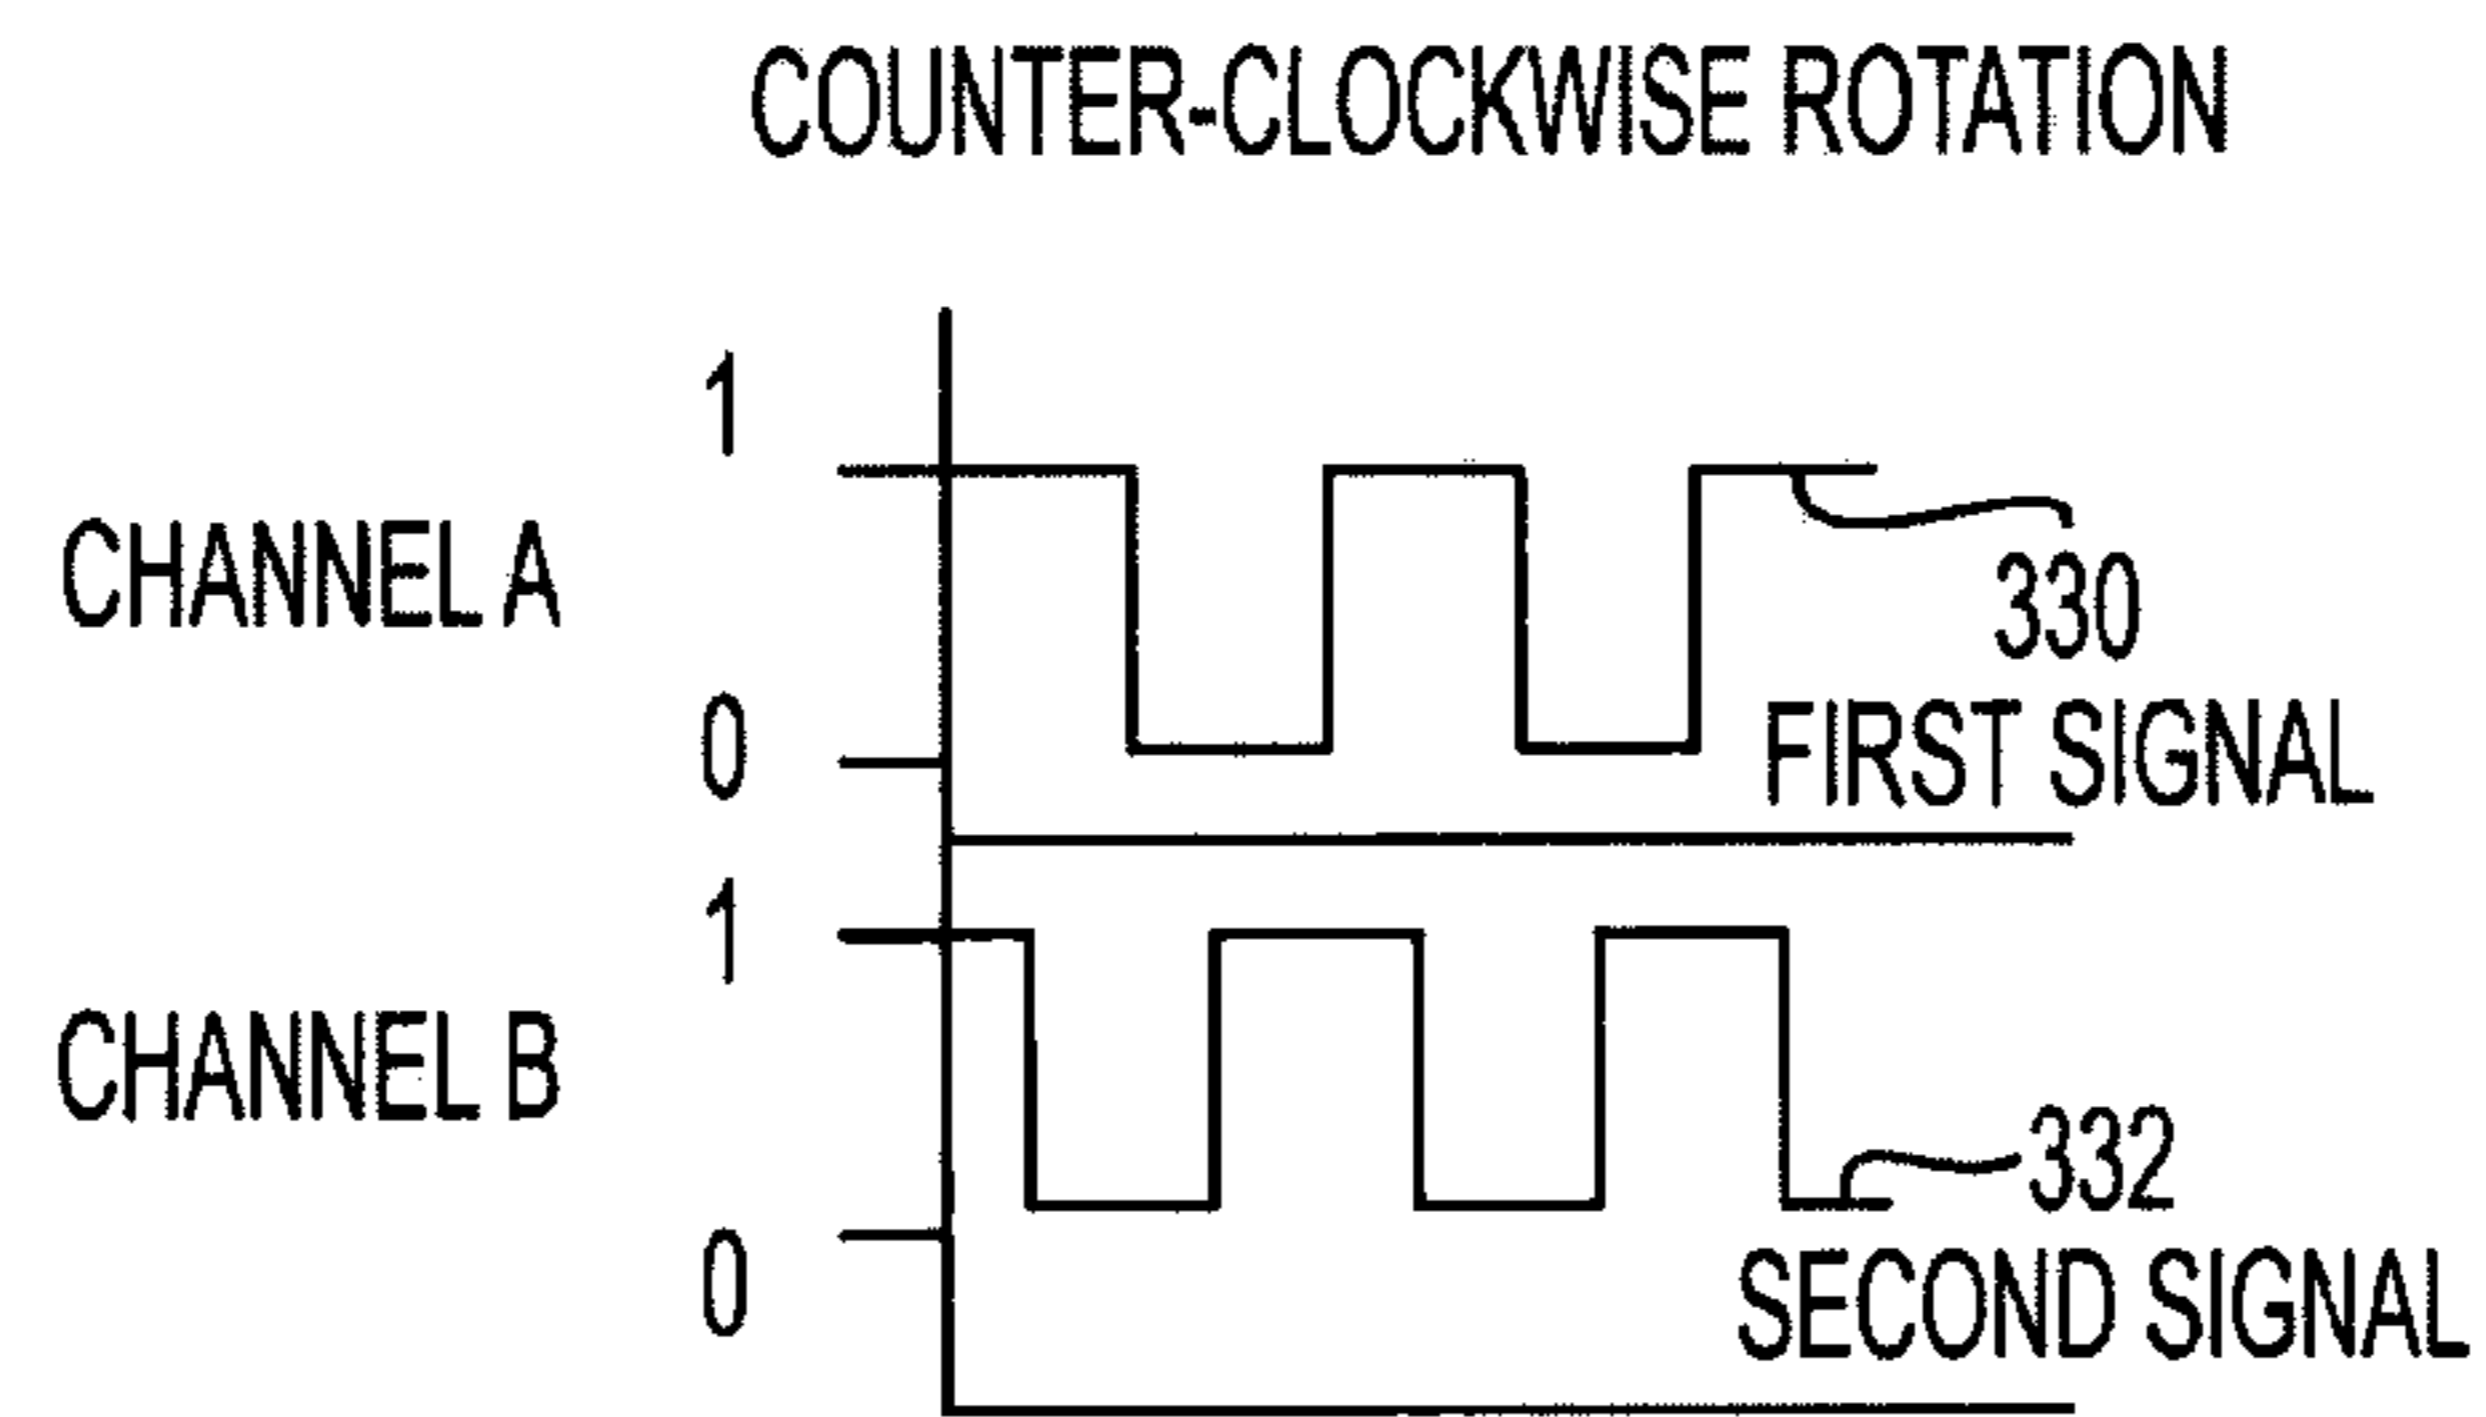 COUNTER-CLOCKWISE ROTATION
1
CHANNEL A
330
0
FIRST SIGNAL
1
CHANNEL B
332
0
SECOND SIGNAL